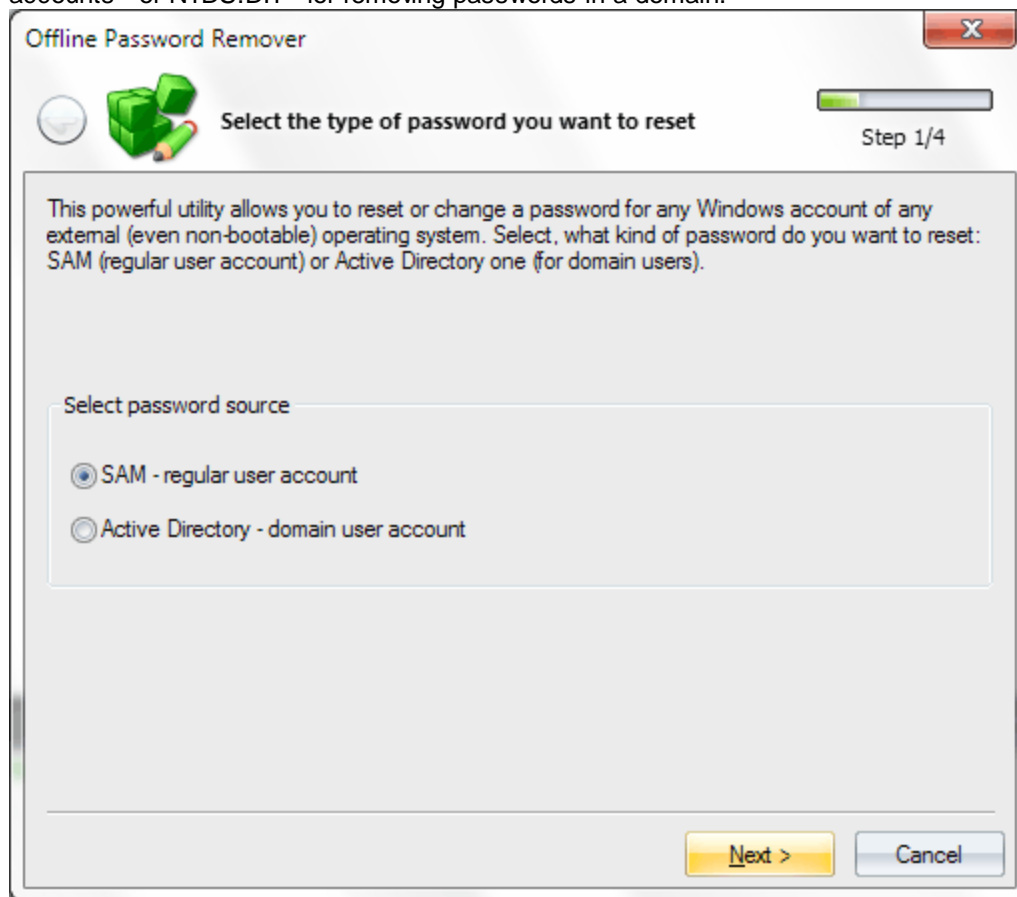 Offline Password Remover
Select the type of password you want to reset
Step 1/4
This powerful utility allows you to reset or change a password for any Windows account of any
external (even non-bootable) operating system. Select, what kind of password do you want to reset:
SAM (regular user account) or Active Directory one (for domain users).
Select password source
SAM - regular user account
Active Directory - domain user account
Next >
Cancel